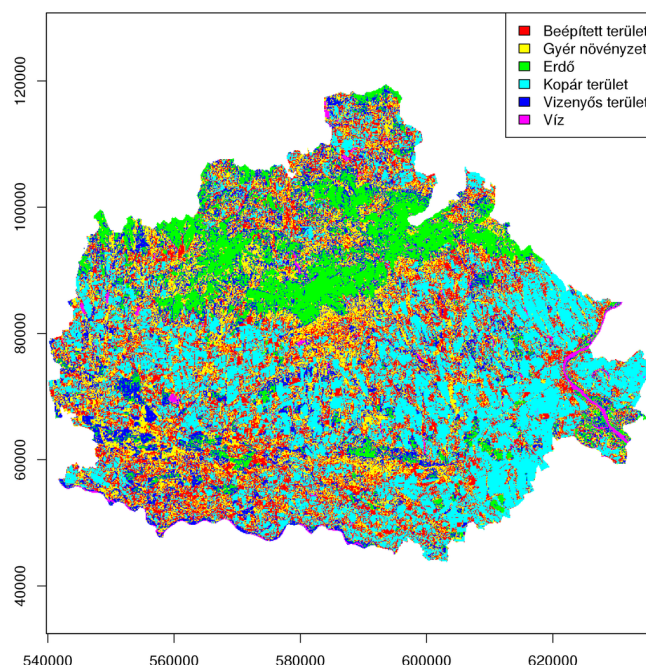 Beépített terület
Gyér növényzet
Erdő
Kopár terület
Vizenyős terület
Víz
120000
100000
80000
60000
40000
540000 560000 580000 600000 620000